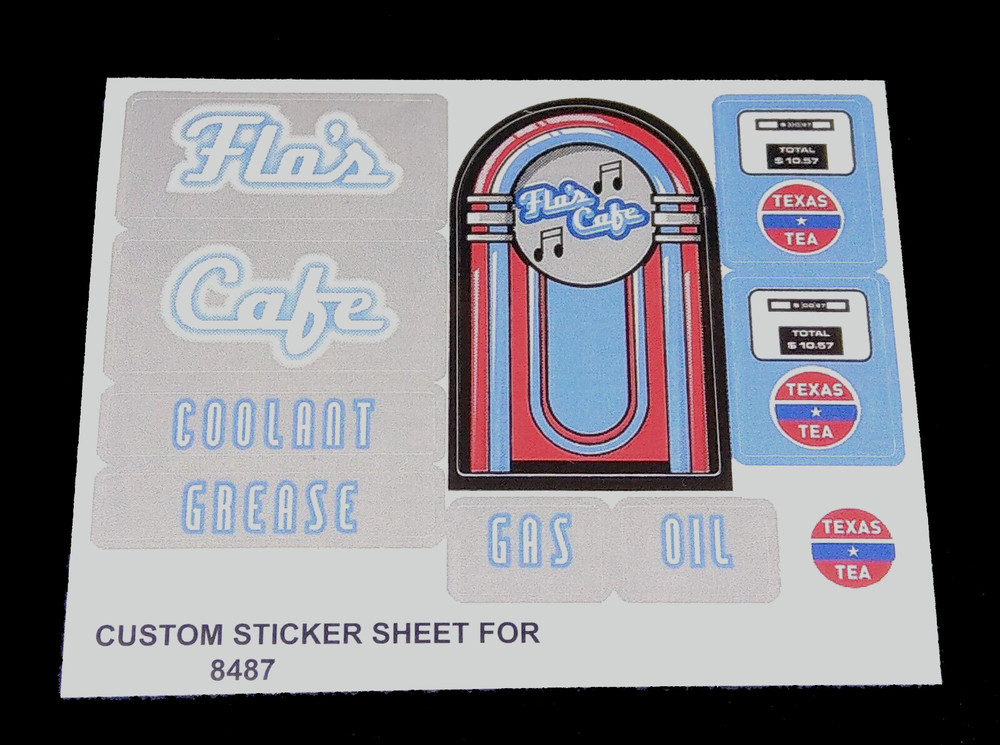 Flo's
Cafe
COOLANT
GREASE
Flo's
Cafe
GAS
OIL
TOTAL
$ 10.57
TEXAS
TEA
TOTAL
$ 10.57
TEXAS
TEA
TEXAS
TEA
CUSTOM STICKER SHEET FOR
8487